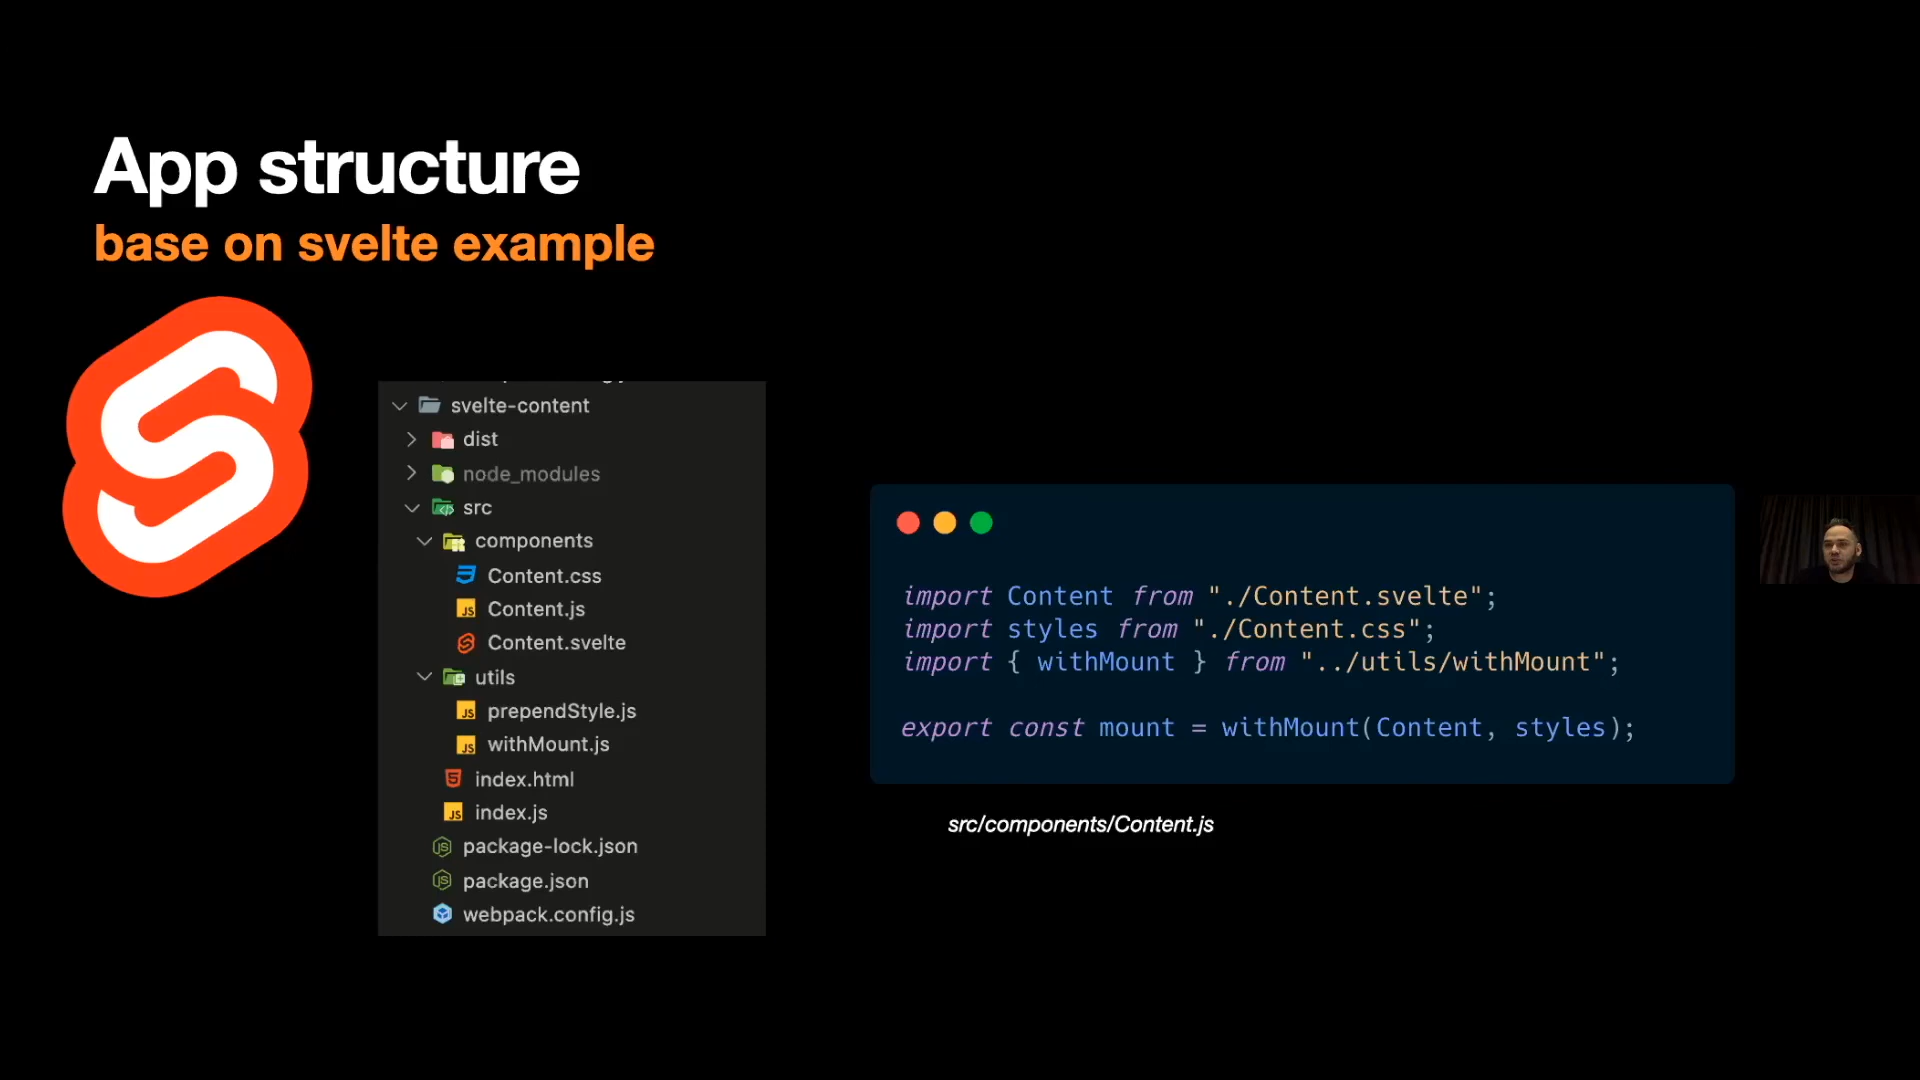 App structure
base on svelte example
svelte-content
dist
node_modules
src
components
Content.css
Content.js
Content.svelte
utils
prependStyle.js
withMount.js
index.html
index.js
package-lock.json
package.json
webpack.config.js
import Content from "./Content.svelte";
import styles from "./Content.css";
import { withMount } from "../utils/withMount";
export const mount = withMount(Content, styles);
src/components/Content.js